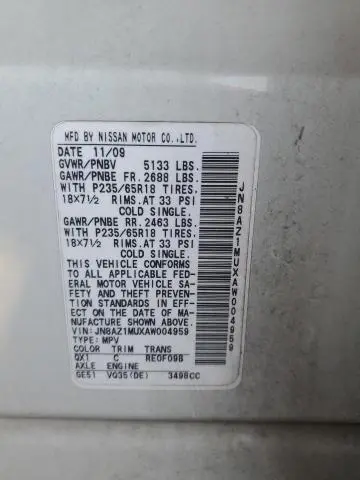 MFD BY NISSAN MOTOR CO.,LTD.
DATE 11/09
GVWR/PNBV 5133 LBS.
GAWR/PNBE FR. 2688 LBS.
WITH P235/65R18 TIRES.
18X7½ RIMS.AT 33 PSI
COLD SINGLE.
GAWR/PNBE RR. 2463 LBS.
WITH P235/65R18 TIRES.
18X7½ RIMS.AT 33 PSI
COLD SINGLE.
THIS VEHICLE CONFORMS
TO ALL APPLICABLE FED-
ERAL MOTOR VEHICLE SA-
FETY AND THEFT PREVEN-
TION STANDARDS IN EFF-
ECT ON THE DATE OF MA-
NUFACTURE SHOWN ABOVE.
VIN: JN8AZ1MUXAW004959
TYPE: MPV
COLOR TRIM TRANS
QX1 C RE0F09B
AXLE ENGINE
GE51 VQ35(DE) 3498CC
JN8AZ1MUXAW004959